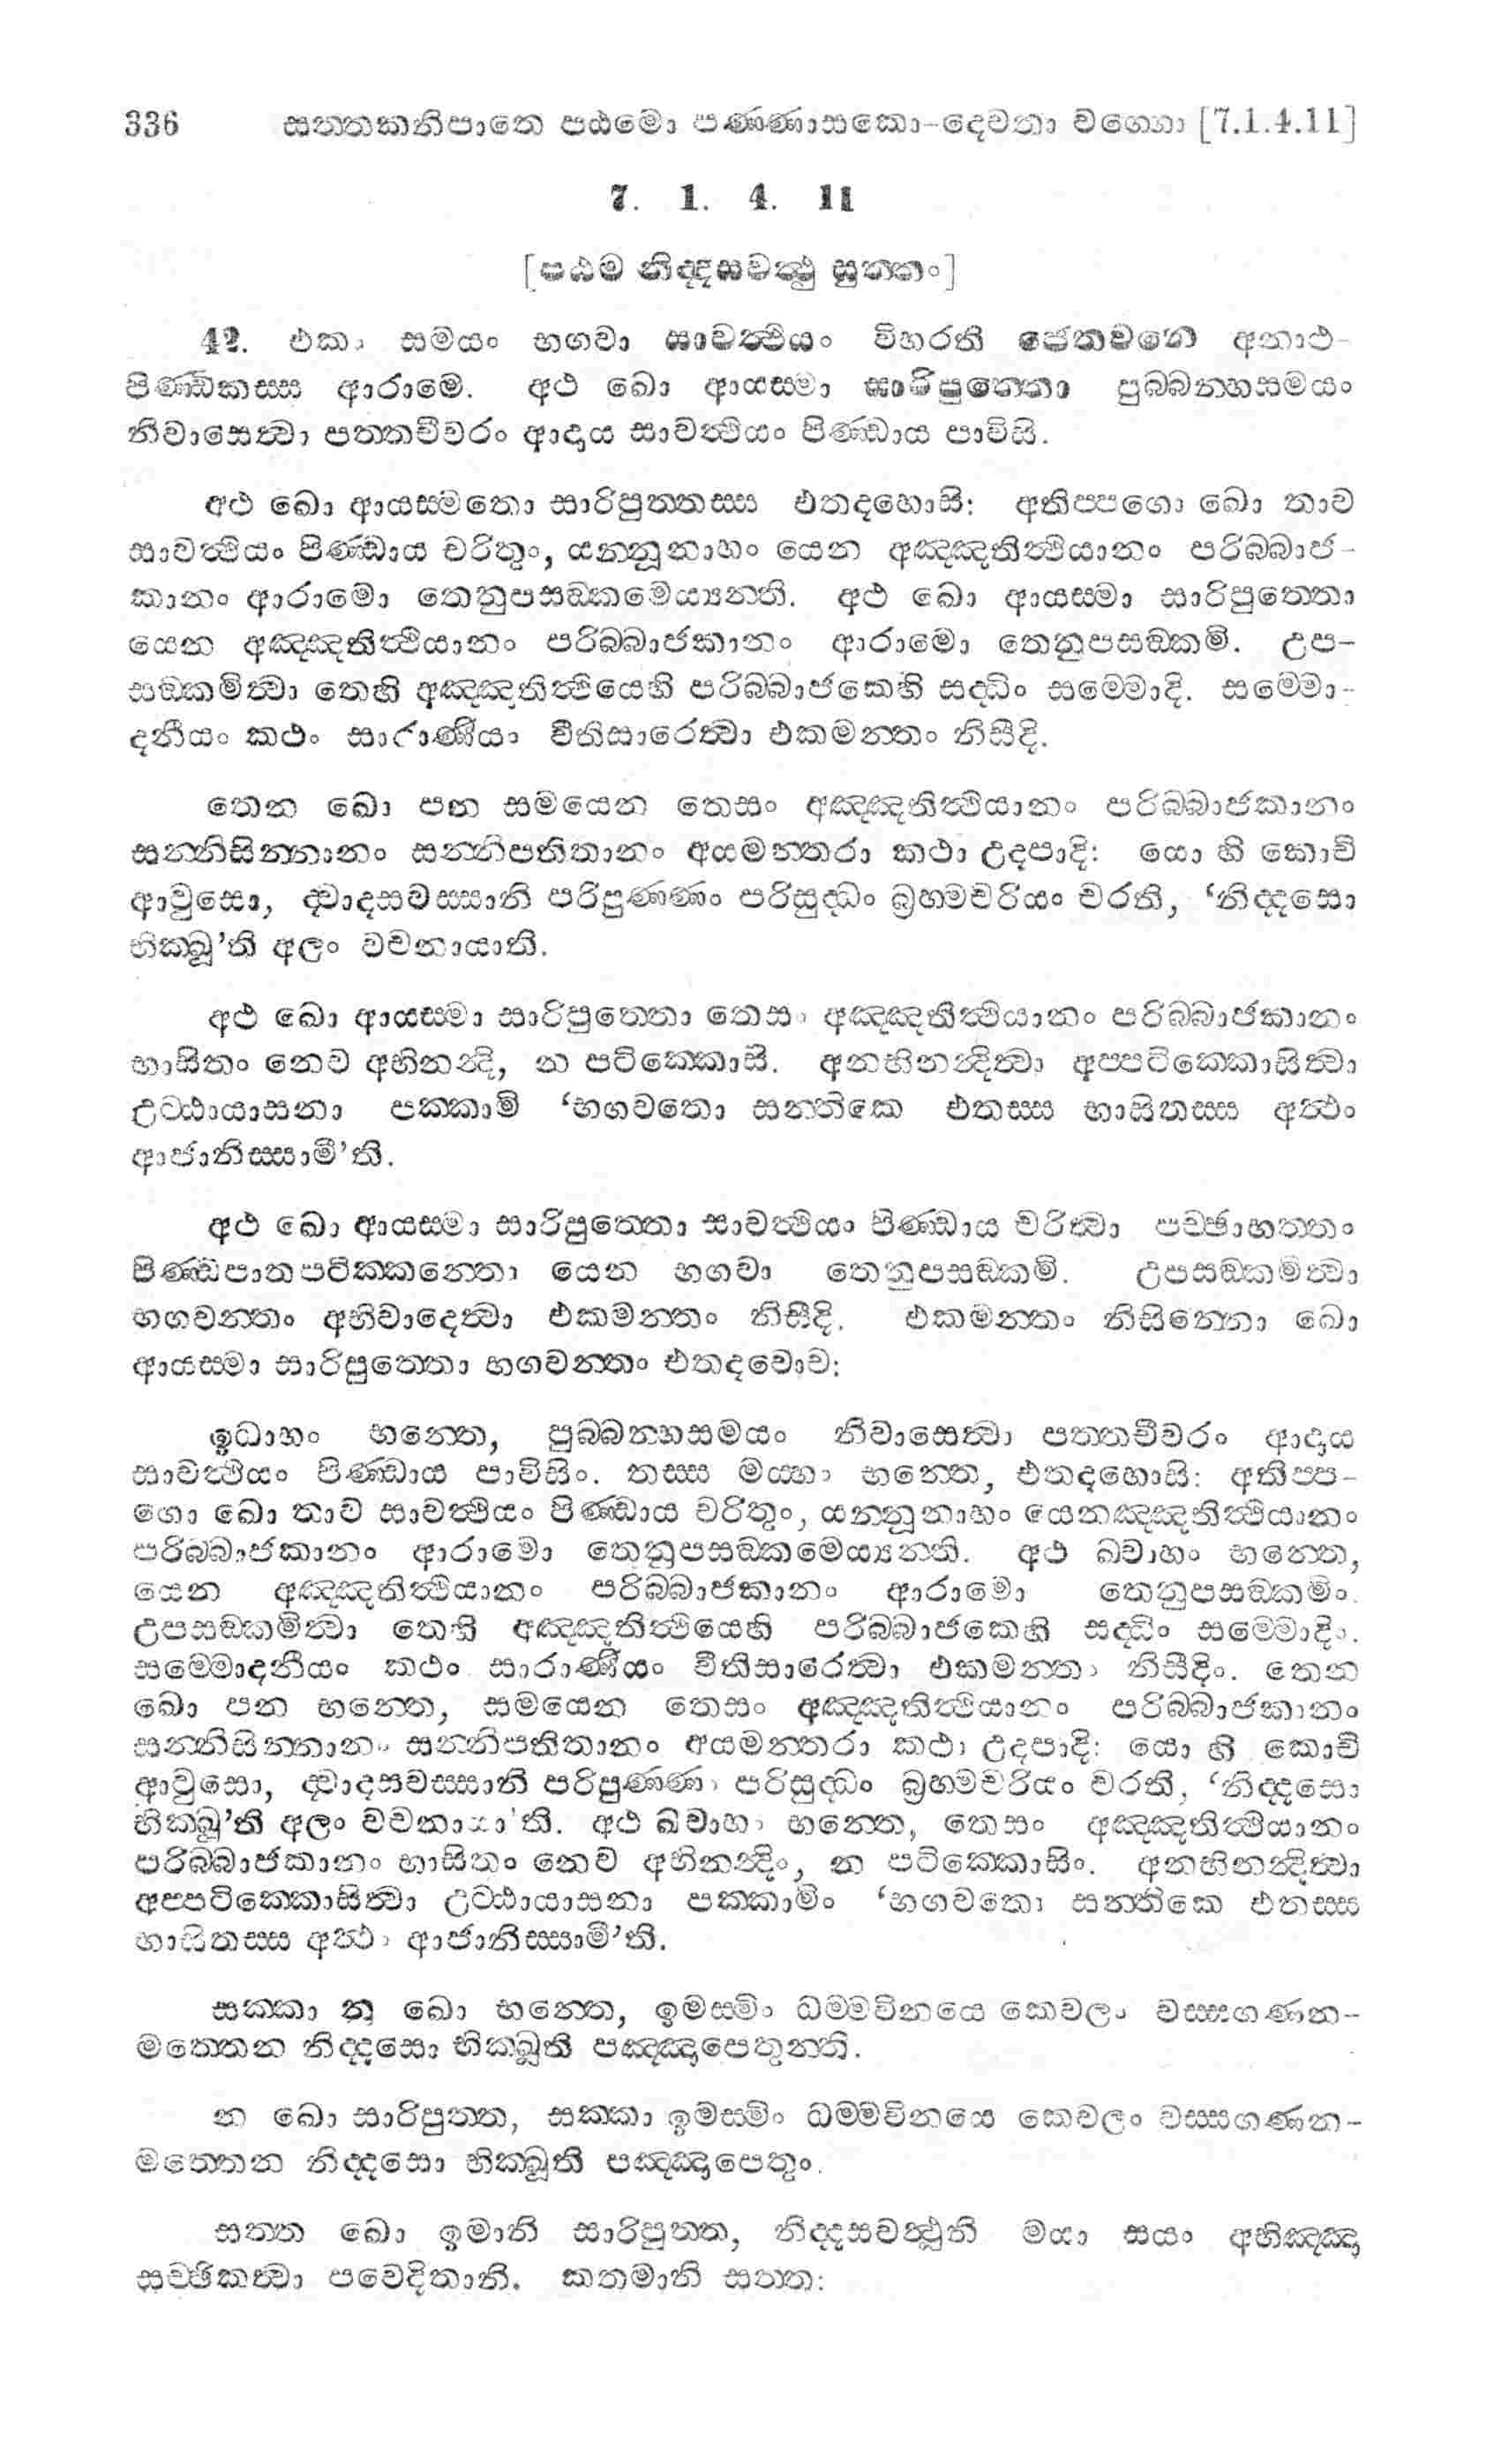 336 සත්තකනිපාතෙ පඨමො පණ්ණාසකො-දෙවතා වග්ගො [7.1.4.11]
7. 1. 4. 11
[පඨම නිද්දසවත්ථු සුත්තං]
42. එකං සමයං භගවා සාවත්ථියං විහරති ජෙතවනෙ අනාථ-
පිණ්ඩිකස්ස ආරාමෙ. අථ ඛො ආයස්මා සාරිපුත්තො පුබ්බන්හසමයං
නිවාසෙත්වා පත්තචීවරං ආදාය සාවත්ථියං පිණ්ඩාය පාවිසි.
අථ ඛො ආයස්මතො සාරිපුත්තස්ස එතදහොසි: අතිප්පගො ඛො තාව
සාවත්ථියං පිණ්ඩාය චරිතුං, යන්නූනාහං යෙන අඤ්ඤතිත්ථියානං පරිබ්බාජ-
කානං ආරාමො තෙනුපසඞ්කමෙය්‍යන්ති. අථ ඛො ආයස්මා සාරිපුත්තො
යෙන අඤ්ඤතිත්ථියානං පරිබ්බාජකානං ආරාමො තෙනුපසඞ්කමි. උප-
සඞ්කමිත්වා තෙහි අඤ්ඤතිත්ථියෙහි පරිබ්බාජකෙහි සද්ධිං සම්මොදි. සම්මො-
දනීයං කථං සාරාණීයං වීතිසාරෙත්වා එකමන්තං නිසීදි.
තෙන ඛො පන සමයෙන තෙසං අඤ්ඤතිත්ථියානං පරිබ්බාජකානං
සන්නිසින්නානං සන්නිපතිතානං අයමන්තරා කථා උදපාදි: යො හි කොචි
ආවුසො, ද්වාදසවස්සානි පරිපුණ්ණං පරිසුද්ධං බ්‍රහ්මචරියං චරති, ‘නිද්දසො
භික්ඛූ’ති අලං වචනායාති.
අථ ඛො ආයස්මා සාරිපුත්තො තෙසං අඤ්ඤතිත්ථියානං පරිබ්බාජකානං
භාසිතං නෙව අභිනන්දි, න පටික්කොසි. අනභිනන්දිත්වා අප්පටික්කොසිත්වා
උට්ඨායාසනා පක්කාමි ‘භගවතො සන්තිකෙ එතස්ස භාසිතස්ස අත්ථං
ආජානිස්සාමී’ති.
අථ ඛො ආයස්මා සාරිපුත්තො සාවත්ථියං පිණ්ඩාය චරිත්වා පච්ඡාභත්තං
පිණ්ඩපාතපටික්කන්තො යෙන භගවා තෙනුපසඞ්කමි. උපසඞ්කමිත්වා
භගවන්තං අභිවාදෙත්වා එකමන්තං නිසීදි. එකමන්තං නිසින්නො ඛො
ආයස්මා සාරිපුත්තො භගවන්තං එතදවොච:
ඉධාහං භන්තෙ, පුබ්බන්හසමයං නිවාසෙත්වා පත්තචීවරං ආදාය
සාවත්ථියං පිණ්ඩාය පාවිසිං. තස්ස මය්හං භන්තෙ, එතදහොසි: අතිප්ප-
ගො ඛො තාව සාවත්ථියං පිණ්ඩාය චරිතුං, යන්නූනාහං යෙනඤ්ඤතිත්ථියානං
පරිබ්බාජකානං ආරාමො තෙනුපසඞ්කමෙය්‍යන්ති. අථ ඛ්වාහං භන්තෙ,
යෙන අඤ්ඤතිත්ථියානං පරිබ්බාජකානං ආරාමො තෙනුපසඞ්කමිං.
උපසඞ්කමිත්වා තෙහි අඤ්ඤතිත්ථියෙහි පරිබ්බාජකෙහි සද්ධිං සම්මොදිං.
සම්මොදනීයං කථං සාරාණීයං වීතිසාරෙත්වා එකමන්තං නිසීදිං. තෙන
ඛො පන භන්තෙ, සමයෙන තෙසං අඤ්ඤතිත්ථියානං පරිබ්බාජකානං
සන්නිසින්නානං සන්නිපතිතානං අයමන්තරා කථා උදපාදි: යො හි කොචි
ආවුසො, ද්වාදසවස්සානි පරිපුණ්ණං පරිසුද්ධං බ්‍රහ්මචරියං චරති, ‘නිද්දසො
භික්ඛූ’ති අලං වචනායා’ති. අථ ඛ්වාහං භන්තෙ, තෙසං අඤ්ඤතිත්ථියානං
පරිබ්බාජකානං භාසිතං නෙව අභිනන්දිං, න පටික්කොසිං. අනභිනන්දිත්වා
අප්පටික්කොසිත්වා උට්ඨායාසනා පක්කාමිං ‘භගවතො සන්තිකෙ එතස්ස
භාසිතස්ස අත්ථං ආජානිස්සාමී’ති.
සක්කා නු ඛො භන්තෙ, ඉමස්මිං ධම්මවිනයෙ කෙවලං වස්සගණන-
මත්තෙන නිද්දසො භික්ඛූති පඤ්ඤාපෙතුන්ති.
න ඛො සාරිපුත්ත, සක්කා ඉමස්මිං ධම්මවිනයෙ කෙවලං වස්සගණන-
මත්තෙන නිද්දසො භික්ඛූති පඤ්ඤාපෙතුං.
සත්ත ඛො ඉමානි සාරිපුත්ත, නිද්දසවත්ථූනි මයා සයං අභිඤ්ඤා
සච්ඡිකත්වා පවෙදිතානි. කතමානි සත්ත: